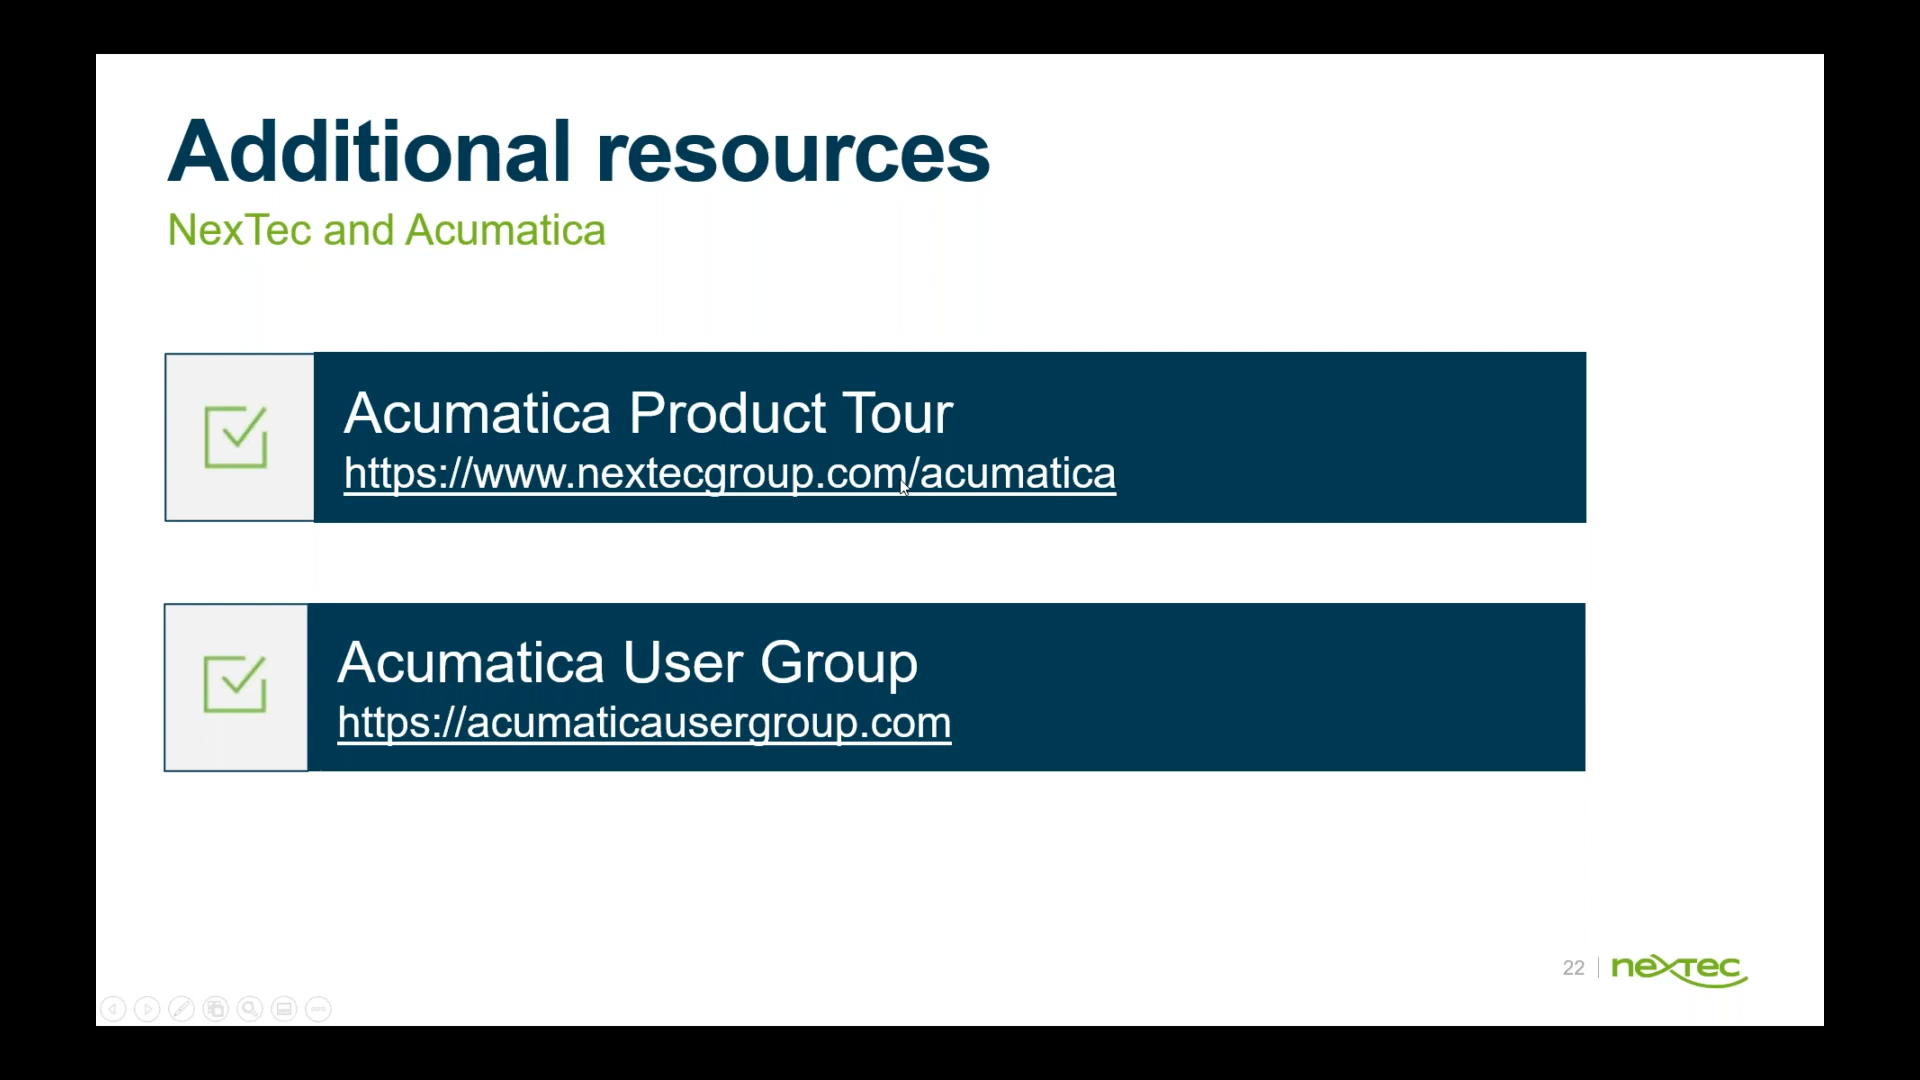 Additional resources
NexTec and Acumatica
Acumatica Product Tour
https://www.nextecgroup.com/acumatica
Acumatica User Group
https://acumaticausergroup.com
22
nextec